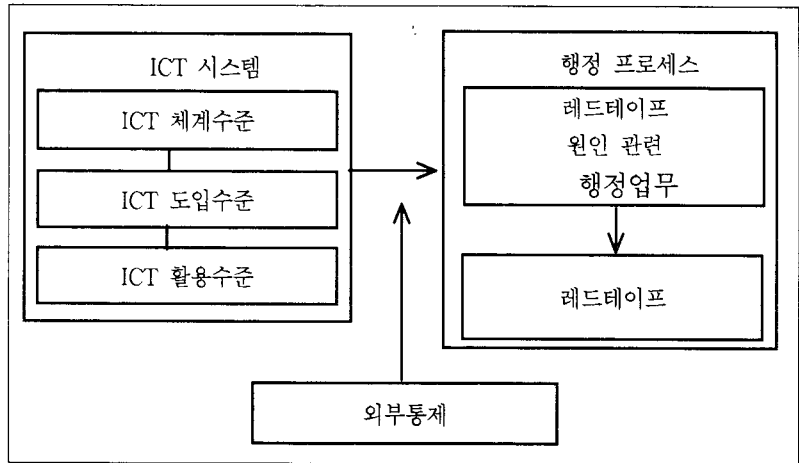 ICT 시스템
ICT 체계수준
ICT 도입수준
ICT 활용수준
행정 프로세스
레드테이프
원인 관련
행정업무
레드테이프
외부통제